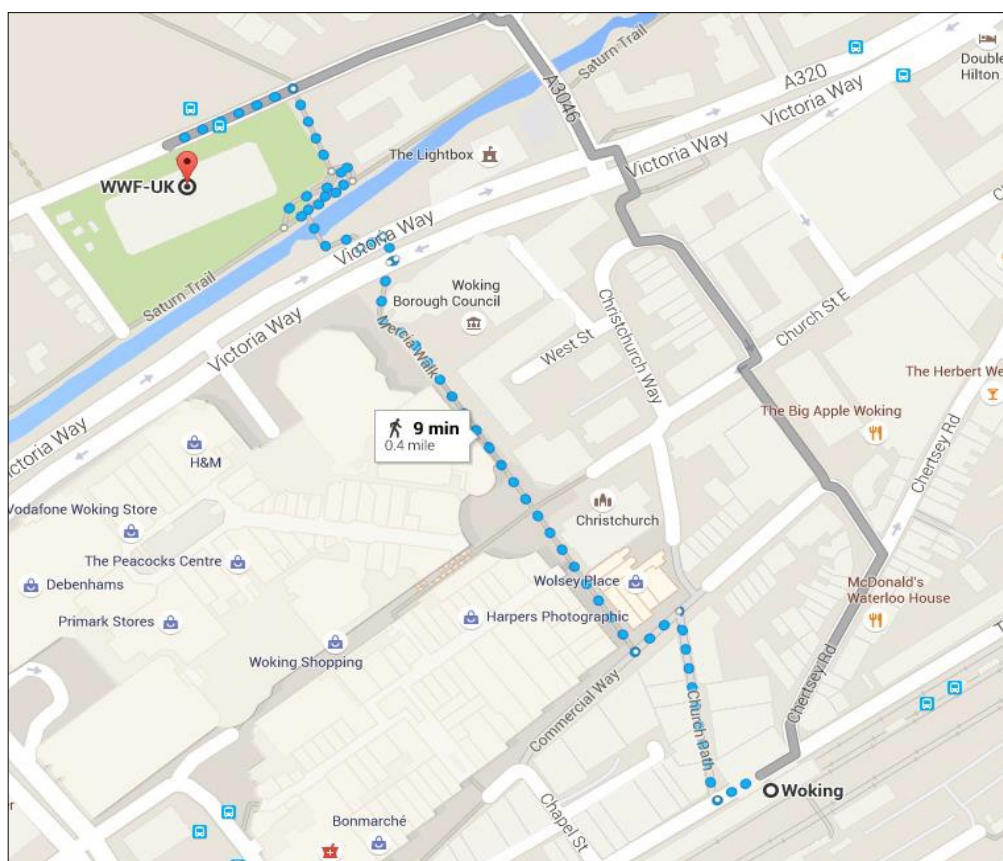 Saturn Trail
A320
Double
Hilton
A3046
Victoria Way
The Lightbox
Victoria Way
WWF-UK
Victoria Way
Saturn Trail
Woking
Borough Council
Christchurch Way
Church St E
Mercia Walk
West St
Victoria Way
The Herbert We
9 min
0.4 mile
The Big Apple Woking
Chertsey Rd
ictoria Way
H&M
Vodafone Woking Store
Christchurch
The Peacocks Centre
Debenhams
Wolsey Place
McDonald's
Waterloo House
Primark Stores
Harpers Photographic
Woking Shopping
Commercial Way
Church Path
Chertsey Rd
Woking
Chapel St
Bonmarché